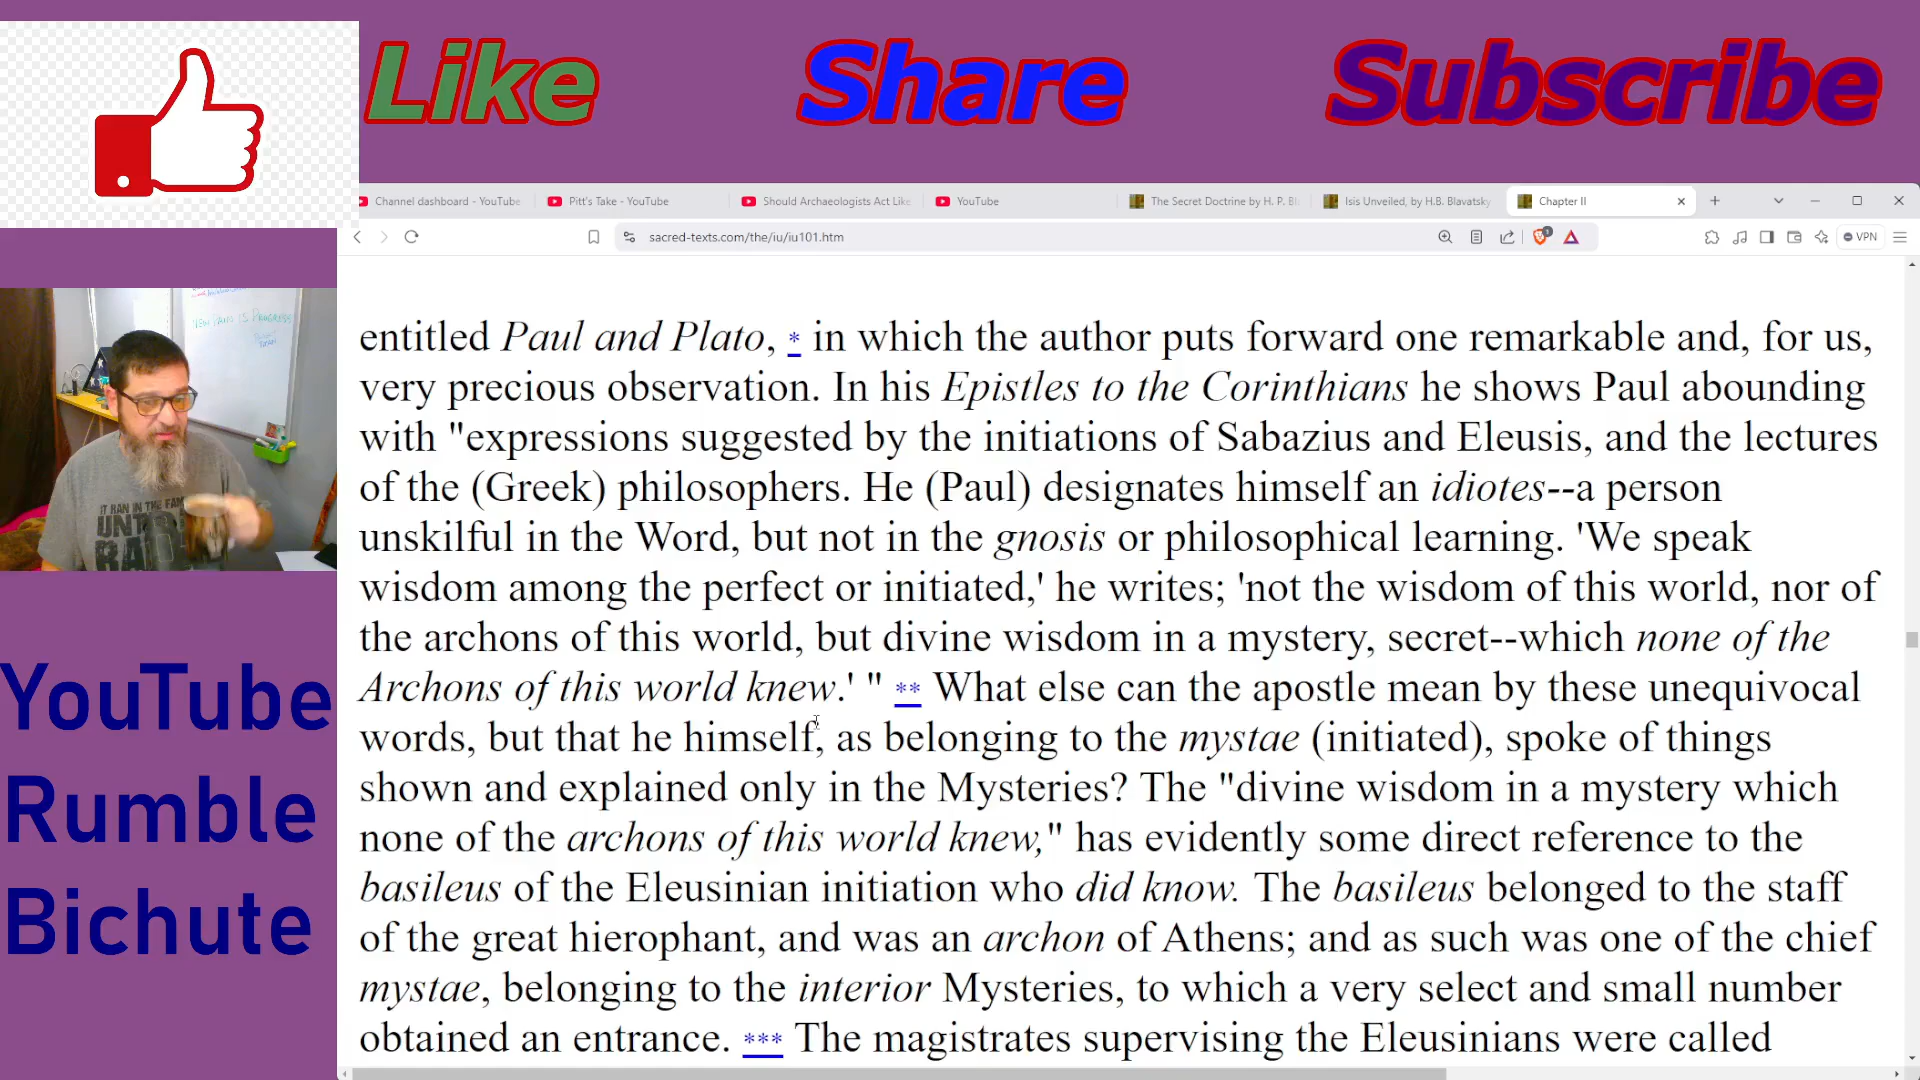 Like Share Subscribe
Channel dashboard - YouTube
Pitt's Take - YouTube
Should Archaeologists Act Like
YouTube
The Secret Doctrine by H. P. Bl
Isis Unveiled, by H.B. Blavatsky
Chapter II
sacred-texts.com/the/iu/iu101.htm
1
VPN
entitled Paul and Plato, * in which the author puts forward one remarkable and, for us,
very precious observation. In his Epistles to the Corinthians he shows Paul abounding
with "expressions suggested by the initiations of Sabazius and Eleusis, and the lectures
of the (Greek) philosophers. He (Paul) designates himself an idiotes--a person
unskilful in the Word, but not in the gnosis or philosophical learning. 'We speak
wisdom among the perfect or initiated,' he writes; 'not the wisdom of this world, nor of
the archons of this world, but divine wisdom in a mystery, secret--which none of the
Archons of this world knew.' " ** What else can the apostle mean by these unequivocal
words, but that he himself, as belonging to the mystae (initiated), spoke of things
shown and explained only in the Mysteries? The "divine wisdom in a mystery which
none of the archons of this world knew," has evidently some direct reference to the
basileus of the Eleusinian initiation who did know. The basileus belonged to the staff
of the great hierophant, and was an archon of Athens; and as such was one of the chief
mystae, belonging to the interior Mysteries, to which a very select and small number
obtained an entrance. *** The magistrates supervising the Eleusinians were called
IT RAN IN THE
YouTube
Rumble
Bichute